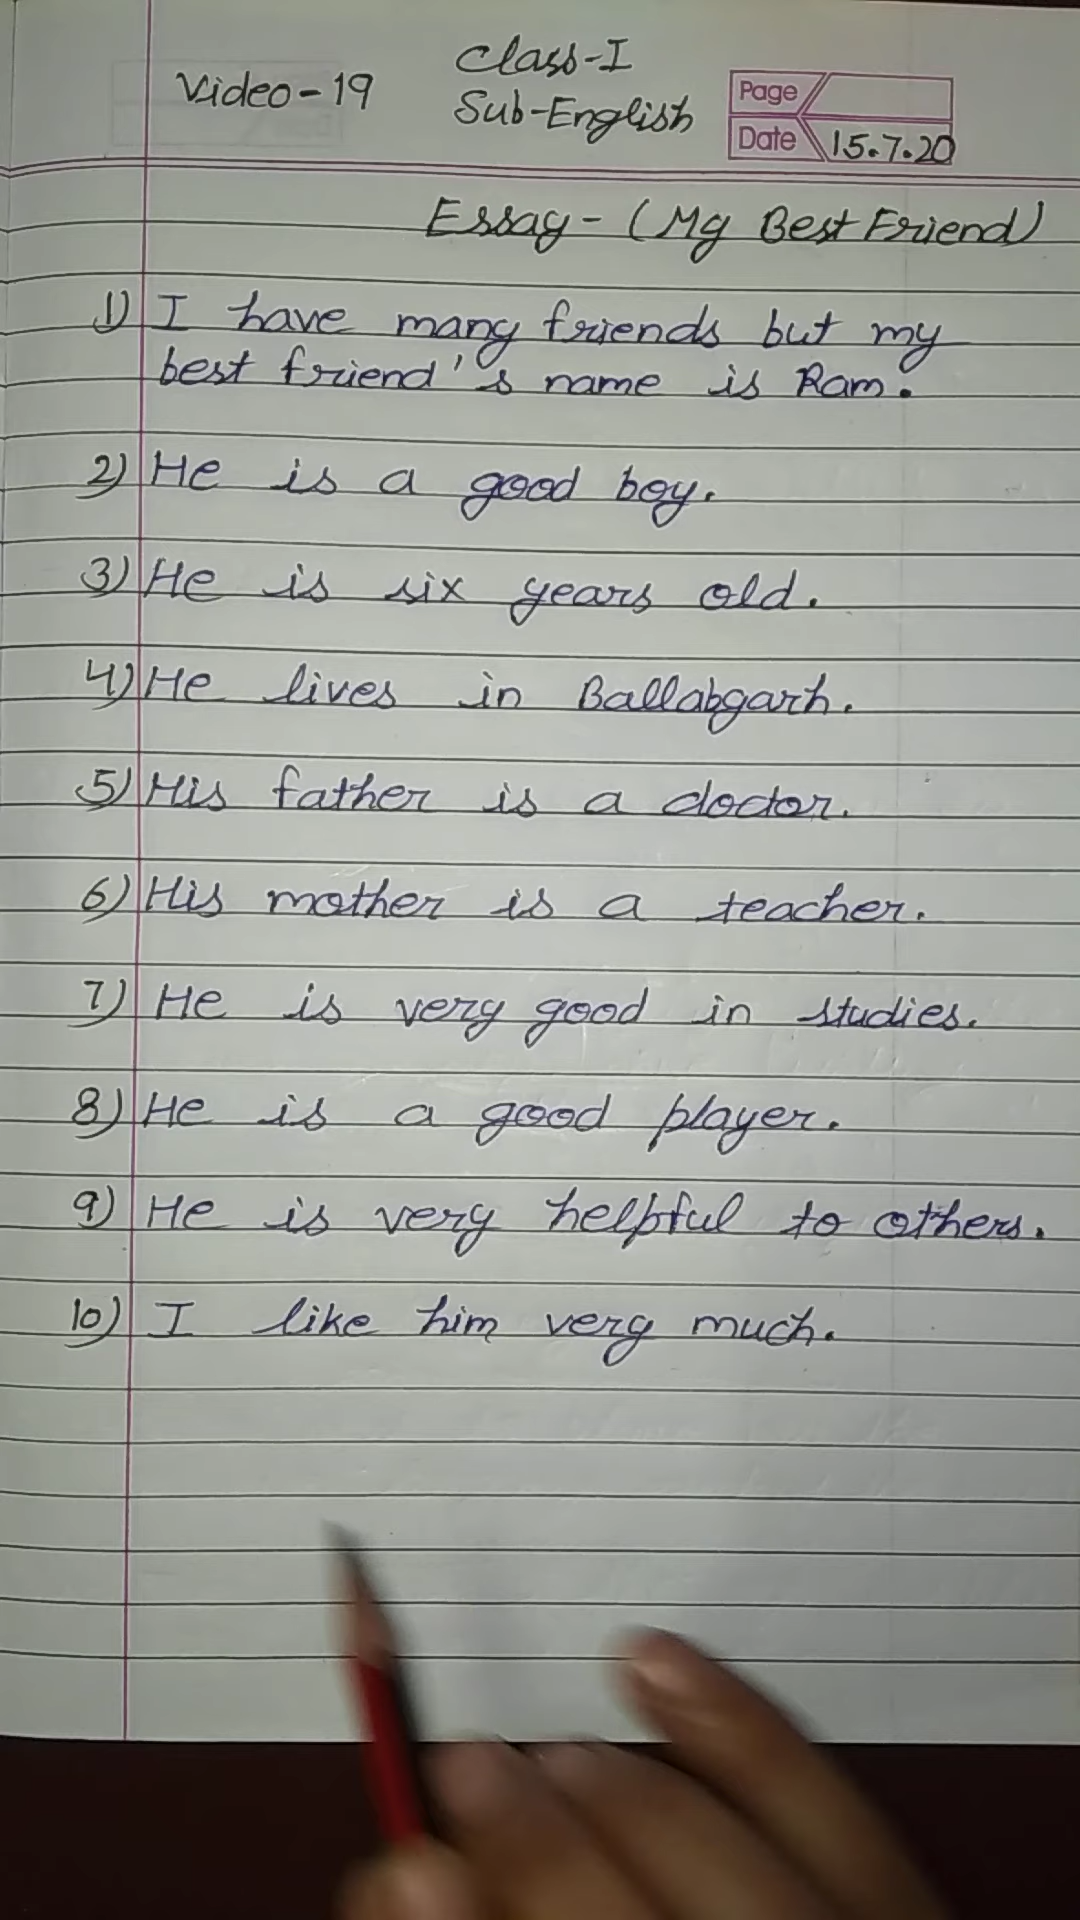 Video-19
Class-I
Sub-English
Page
Date 15.7.20
Essay - (My Best Friend)
1) I have many friends but my
best friend's name is Ram.
2) He is a good boy.
3) He is six years old.
4) He lives in Ballabgarh.
5) His father is a doctor.
6) His mother is a teacher.
7) He is very good in studies.
8) He is a good player.
9) He is very helpful to others.
10) I like him very much.